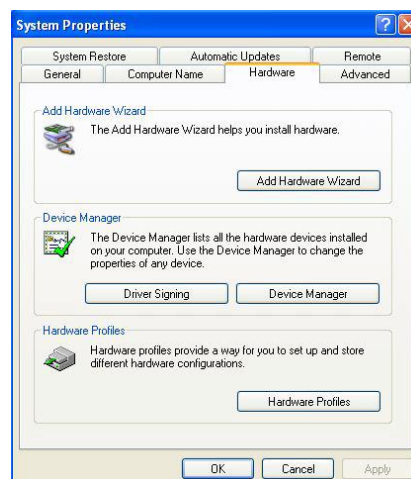 System Properties
System Restore Automatic Updates Remote
General Computer Name Hardware Advanced
Add Hardware Wizard
The Add Hardware Wizard helps you install hardware.
Add Hardware Wizard
Device Manager
The Device Manager lists all the hardware devices installed
on your computer. Use the Device Manager to change the
properties of any device.
Driver Signing Device Manager
Hardware Profiles
Hardware profiles provide a way for you to set up and store
different hardware configurations.
Hardware Profiles
OK Cancel Apply